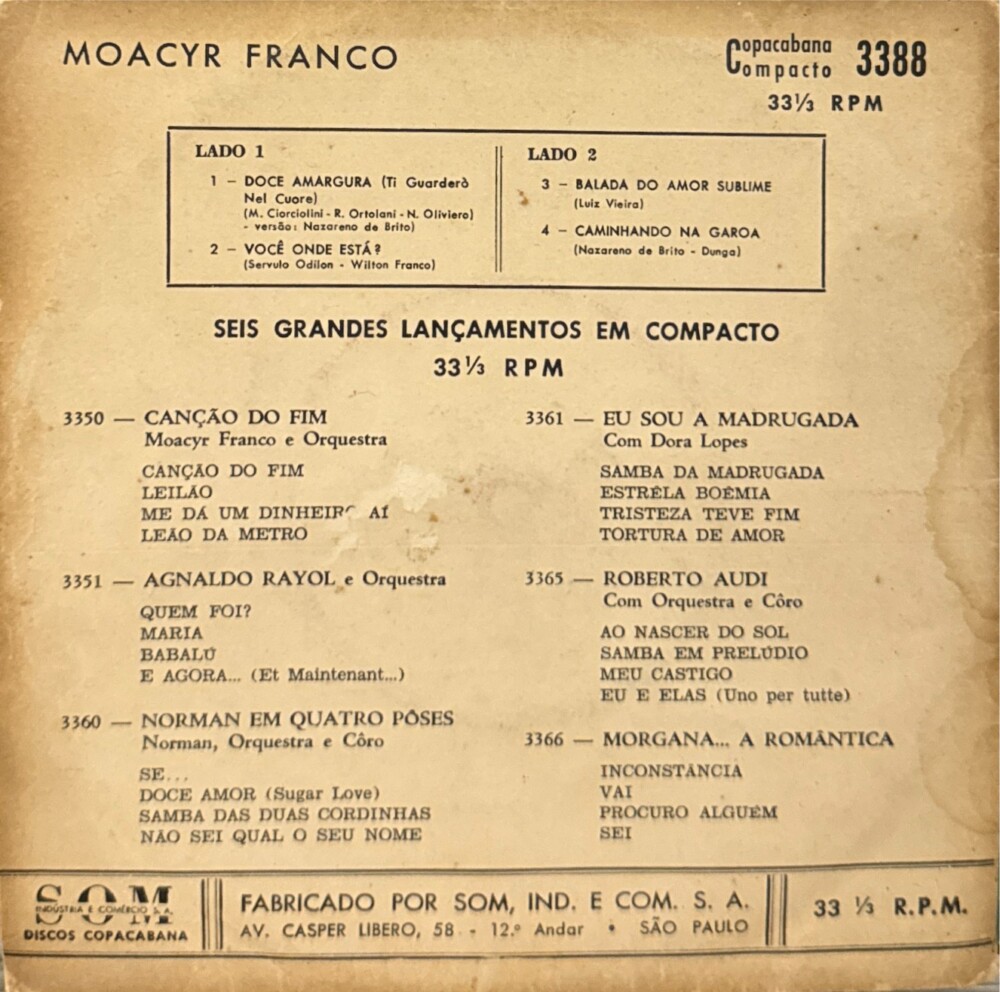 MOACYR FRANCO
Copacabana
Compacto 3388
33⅓ RPM
LADO 1
1 – DOCE AMARGURA (Ti Guarderò
Nel Cuore)
(M. Ciorciolini - R. Ortolani - N. Oliviero)
- versão: Nazareno de Brito)
2 – VOCÊ ONDE ESTÁ?
(Servulo Odilon - Wilton Franco)
LADO 2
3 – BALADA DO AMOR SUBLIME
(Luiz Vieira)
4 – CAMINHANDO NA GAROA
(Nazareno de Brito - Dunga)
SEIS GRANDES LANÇAMENTOS EM COMPACTO
33⅓ RPM
3350 — CANÇÃO DO FIM
Moacyr Franco e Orquestra
CANÇÃO DO FIM
LEILÃO
ME DÁ UM DINHEIRO AÍ
LEÃO DA METRO
3351 — AGNALDO RAYOL e Orquestra
QUEM FOI?
MARIA
BABALÚ
E AGORA... (Et Maintenant...)
3360 — NORMAN EM QUATRO PÔSES
Norman, Orquestra e Côro
SE...
DOCE AMOR (Sugar Love)
SAMBA DAS DUAS CORDINHAS
NÃO SEI QUAL O SEU NOME
3361 — EU SOU A MADRUGADA
Com Dora Lopes
SAMBA DA MADRUGADA
ESTRÊLA BOÊMIA
TRISTEZA TEVE FIM
TORTURA DE AMOR
3365 — ROBERTO AUDI
Com Orquestra e Côro
AO NASCER DO SOL
SAMBA EM PRELÚDIO
MEU CASTIGO
EU E ELAS (Uno per tutte)
3366 — MORGANA... A ROMÂNTICA
INCONSTÂNCIA
VAI
PROCURO ALGUÉM
SEI
SOM
INDÚSTRIA E COMÉRCIO S. A.
DISCOS COPACABANA
FABRICADO POR SOM, IND. E COM. S. A.
AV. CASPER LIBERO, 58 - 12.º Andar • SÃO PAULO
33 ⅓ R.P.M.